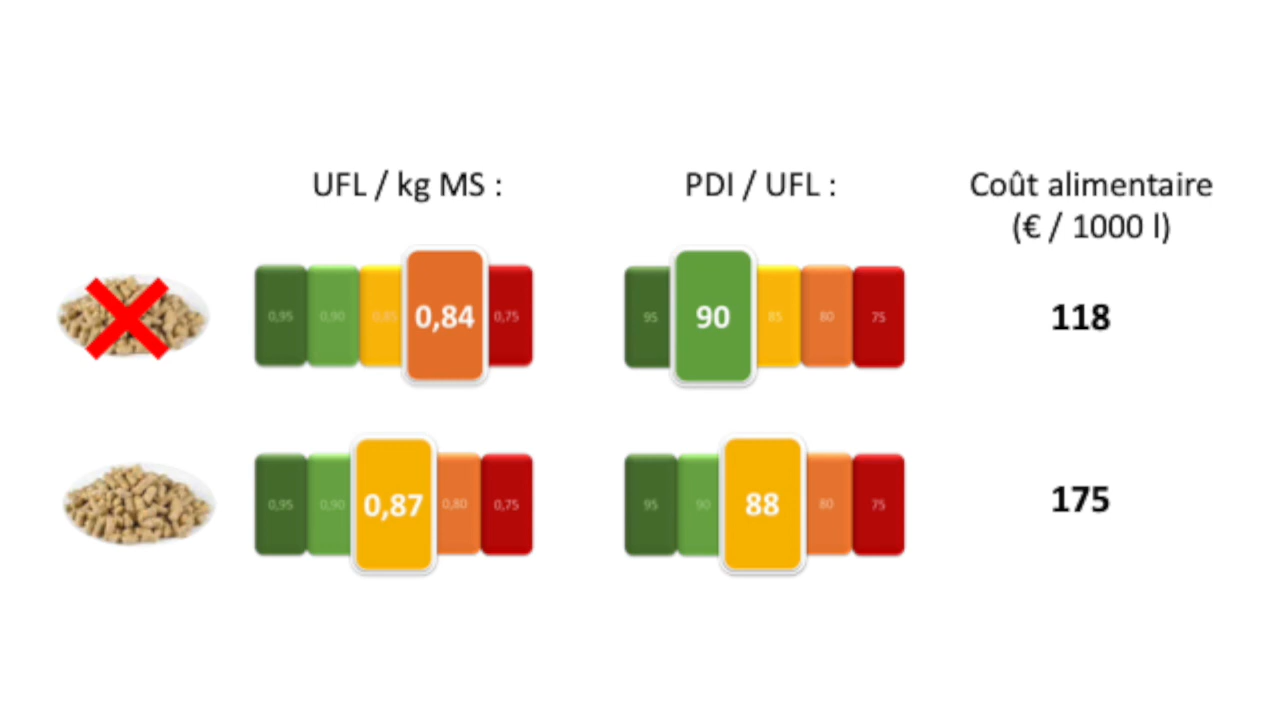 UFL / kg MS :
PDI / UFL :
Coût alimentaire
(€ / 1000 l)
0,95 0,90 0,85 0,84 0,75
95 90 85 80 75
118
0,95 0,90 0,87 0,80 0,75
95 90 88 80 75
175